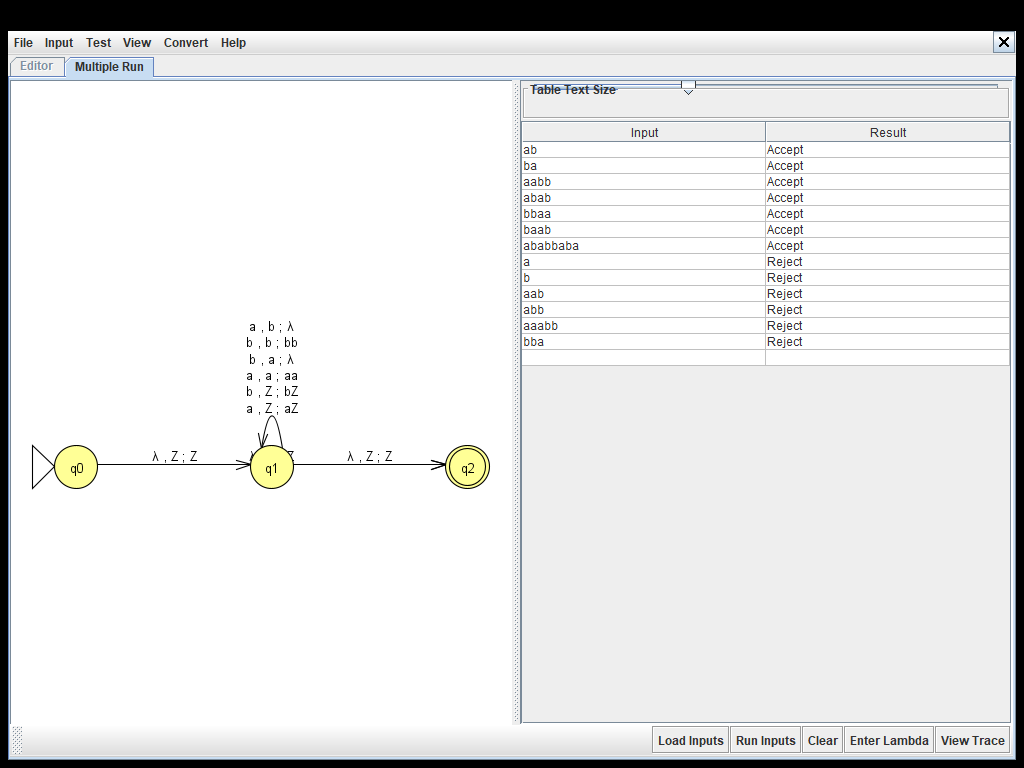 File Input Test View Convert Help
Editor Multiple Run
Table Text Size
Input Result
ab Accept
ba Accept
aabb Accept
abab Accept
bbaa Accept
baab Accept
ababbaba Accept
a Reject
b Reject
aab Reject
abb Reject
aaabb Reject
bba Reject
a , b ; λ
b , b ; bb
b , a ; λ
a , a ; aa
b , Z ; bZ
a , Z ; aZ
q0 λ , Z ; Z q1 λ , Z ; Z q2
Load Inputs Run Inputs Clear Enter Lambda View Trace